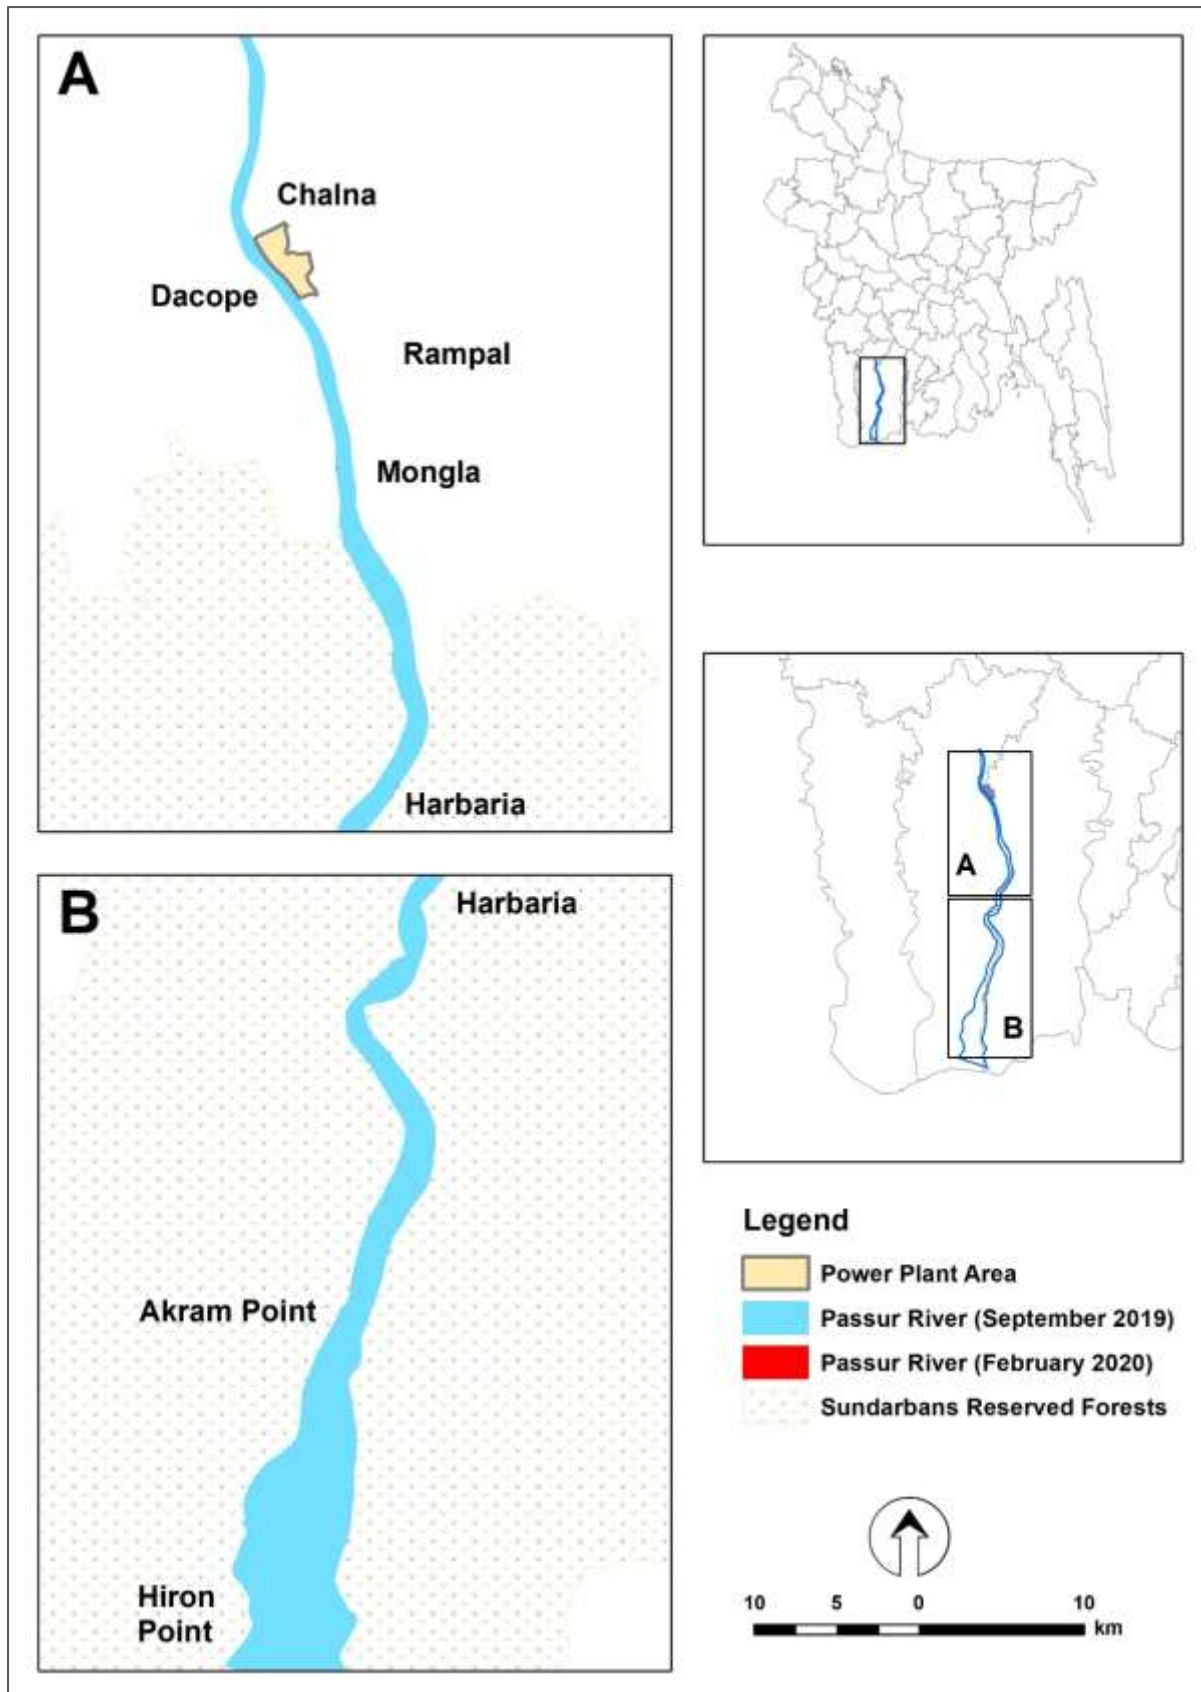 A
Chalna
Dacope
Rampal
Mongla
Harbaria
B
Harbaria
Akram Point
Hiron
Point
A
B
Legend
Power Plant Area
Passur River (September 2019)
Passur River (February 2020)
Sundarbans Reserved Forests
10 5 0 10
km